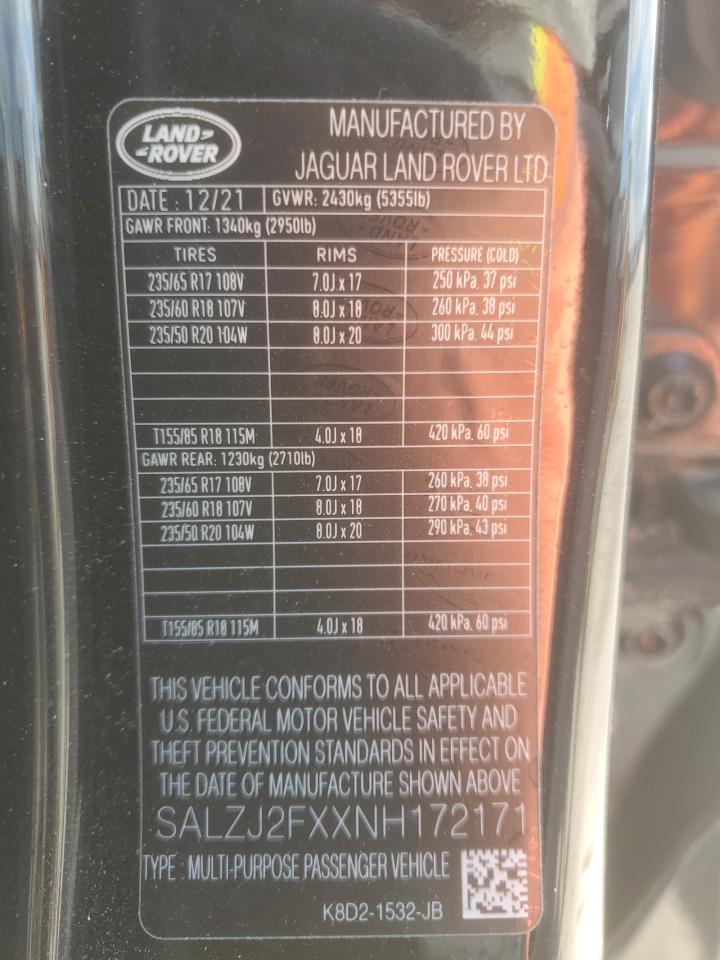 LAND-
-ROVER
MANUFACTURED BY
JAGUAR LAND ROVER LTD
DATE : 12/21 GVWR: 2430kg (5355lb)
GAWR FRONT: 1340kg (2950lb)
TIRES RIMS PRESSURE (COLD)
235/65 R17 108V 7.0J x 17 250 kPa, 37 psi
235/60 R18 107V 8.0J x 18 260 kPa, 38 psi
235/50 R20 104W 8.0J x 20 300 kPa, 44 psi
T155/85 R18 115M 4.0J x 18 420 kPa, 60 psi
GAWR REAR: 1230kg (2710lb)
235/65 R17 108V 7.0J x 17 260 kPa, 38 psi
235/60 R18 107V 8.0J x 18 270 kPa, 40 psi
235/50 R20 104W 8.0J x 20 290 kPa, 43 psi
T155/85 R18 115M 4.0J x 18 420 kPa, 60 psi
THIS VEHICLE CONFORMS TO ALL APPLICABLE
U.S. FEDERAL MOTOR VEHICLE SAFETY AND
THEFT PREVENTION STANDARDS IN EFFECT ON
THE DATE OF MANUFACTURE SHOWN ABOVE
SALZJ2FXXNH172171
TYPE : MULTI-PURPOSE PASSENGER VEHICLE
K8D2-1532-JB